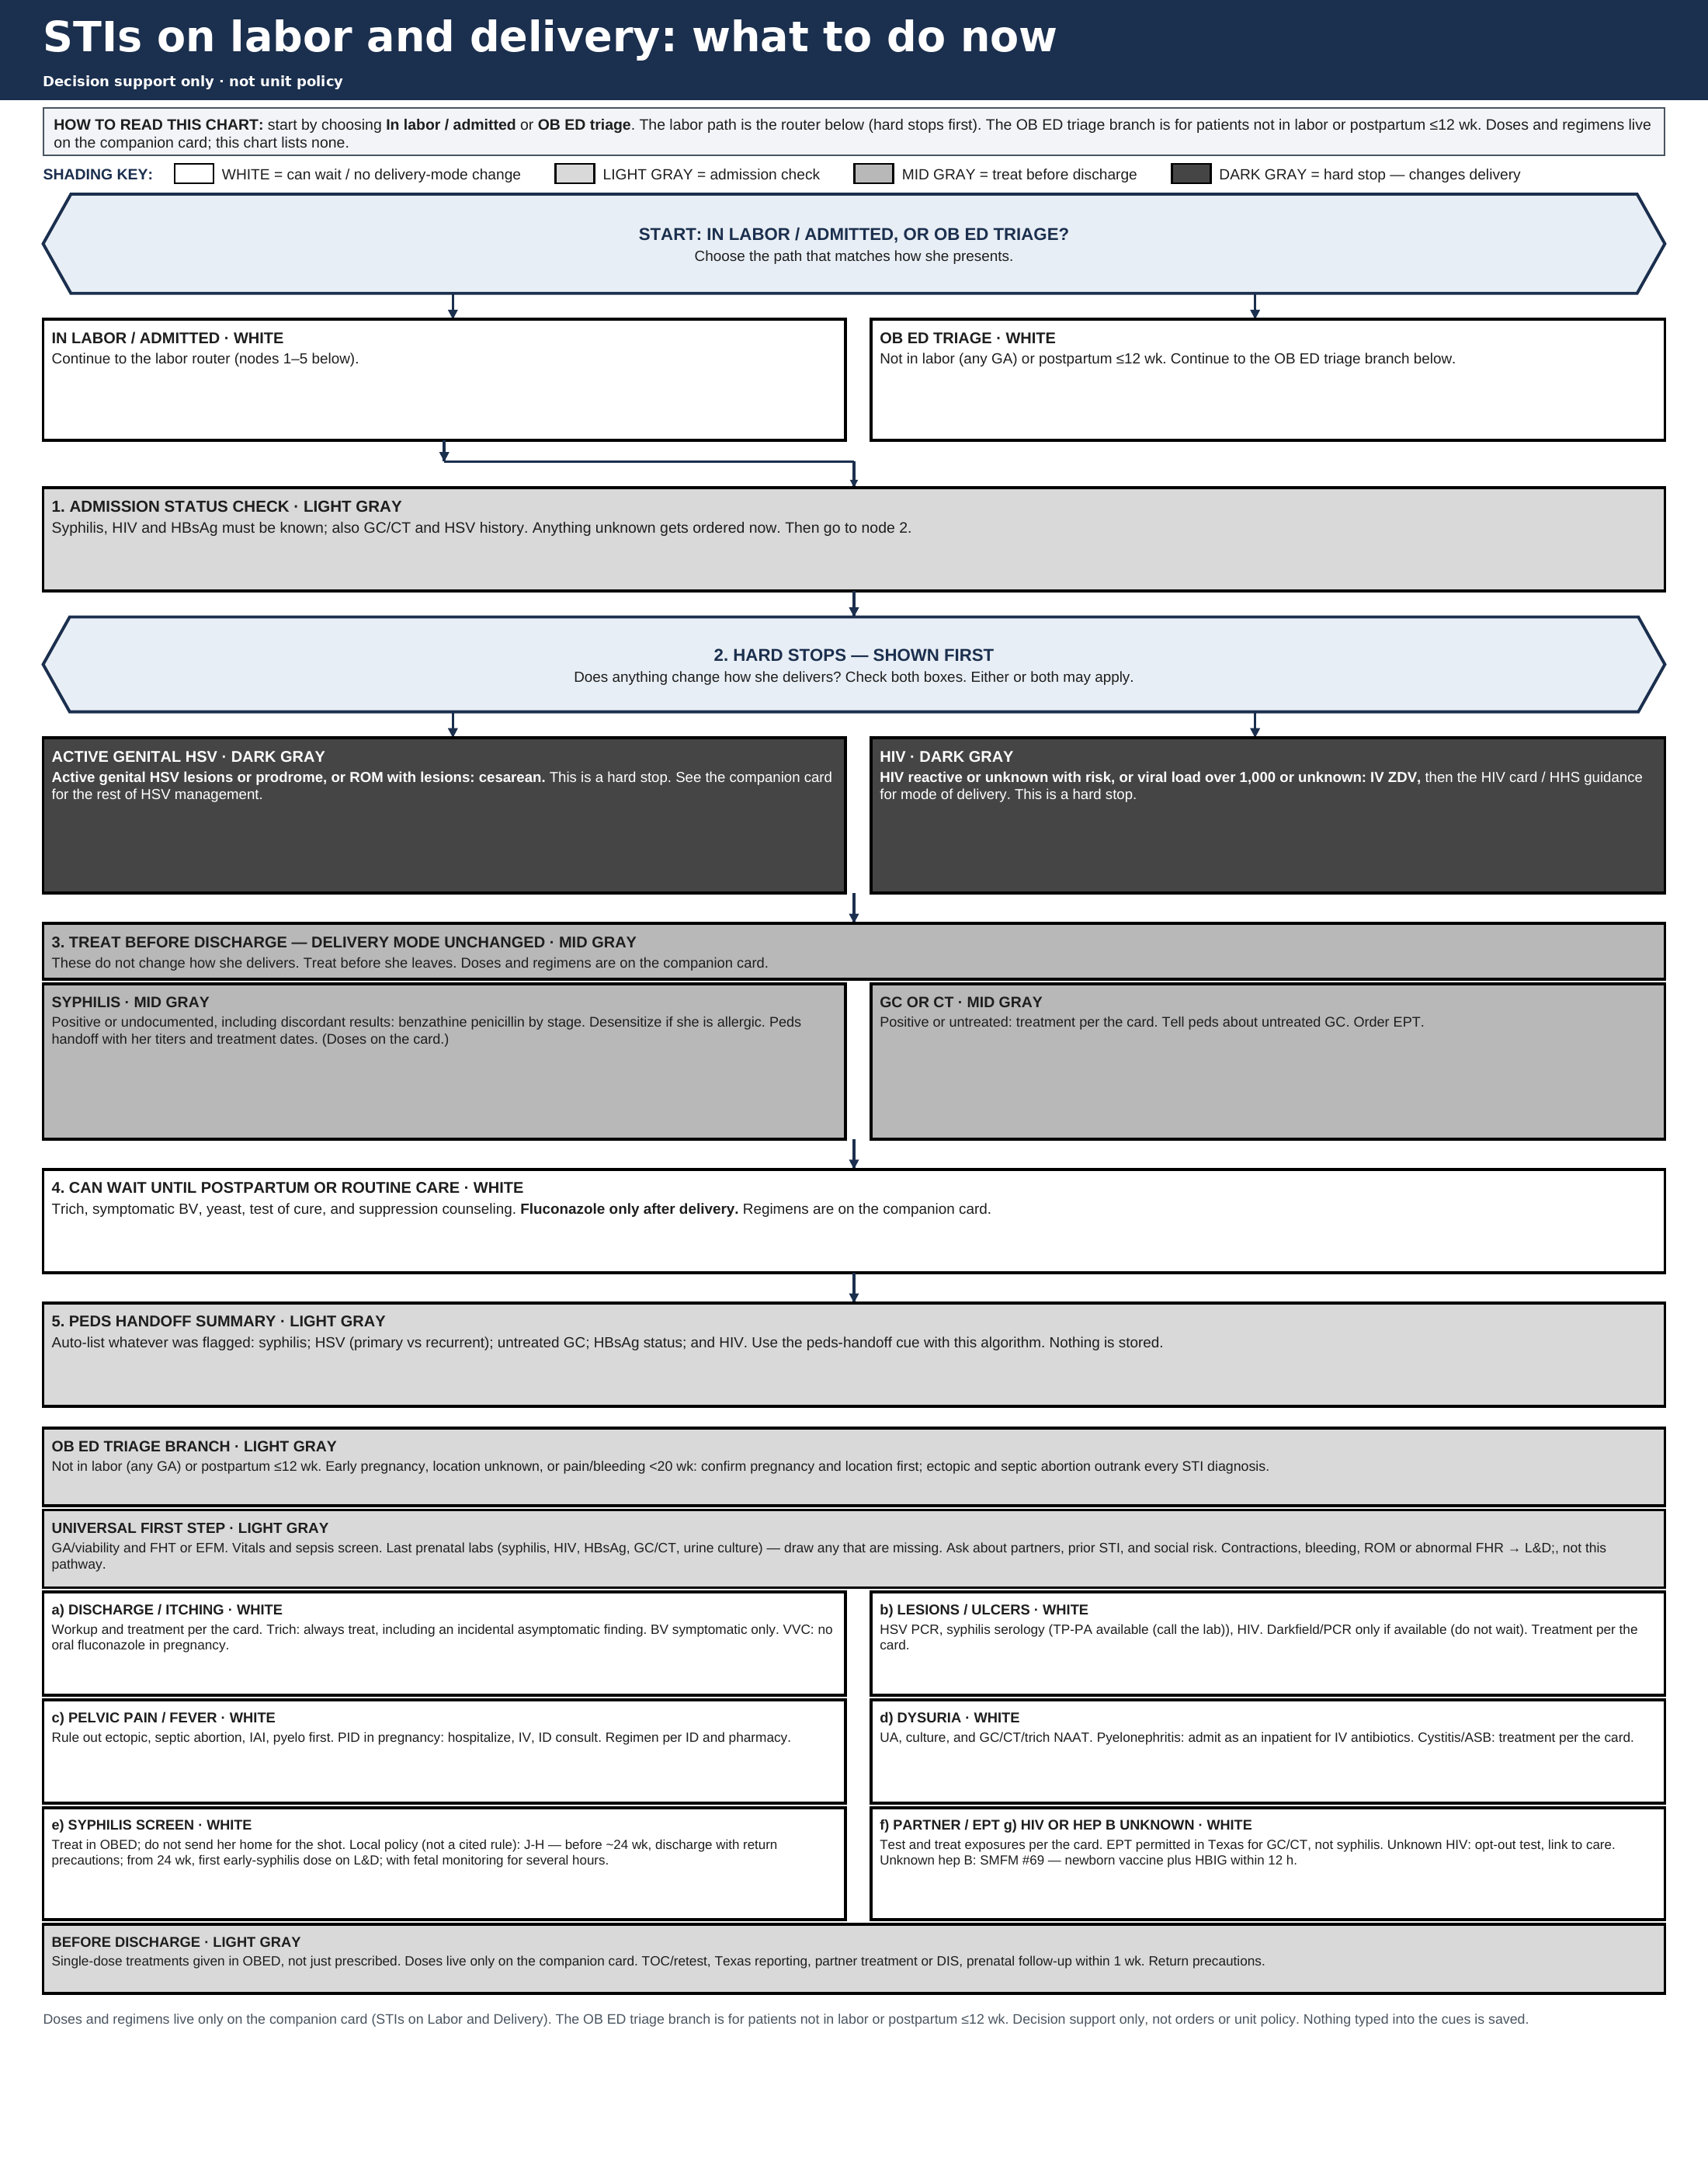 STIs on labor and delivery: what to do now
Decision support only · not unit policy
HOW TO READ THIS CHART: start by choosing In labor / admitted or OB ED triage. The labor path is the router below (hard stops first). The OB ED triage branch is for patients not in labor or postpartum ≤12 wk. Doses and regimens live
on the companion card; this chart lists none.
SHADING KEY: WHITE = can wait / no delivery-mode change LIGHT GRAY = admission check MID GRAY = treat before discharge DARK GRAY = hard stop — changes delivery
START: IN LABOR / ADMITTED, OR OB ED TRIAGE?
Choose the path that matches how she presents.
IN LABOR / ADMITTED · WHITE
Continue to the labor router (nodes 1–5 below).
OB ED TRIAGE · WHITE
Not in labor (any GA) or postpartum ≤12 wk. Continue to the OB ED triage branch below.
1. ADMISSION STATUS CHECK · LIGHT GRAY
Syphilis, HIV and HBsAg must be known; also GC/CT and HSV history. Anything unknown gets ordered now. Then go to node 2.
2. HARD STOPS — SHOWN FIRST
Does anything change how she delivers? Check both boxes. Either or both may apply.
ACTIVE GENITAL HSV · DARK GRAY
Active genital HSV lesions or prodrome, or ROM with lesions: cesarean. This is a hard stop. See the companion card
for the rest of HSV management.
HIV · DARK GRAY
HIV reactive or unknown with risk, or viral load over 1,000 or unknown: IV ZDV, then the HIV card / HHS guidance
for mode of delivery. This is a hard stop.
3. TREAT BEFORE DISCHARGE — DELIVERY MODE UNCHANGED · MID GRAY
These do not change how she delivers. Treat before she leaves. Doses and regimens are on the companion card.
SYPHILIS · MID GRAY
Positive or undocumented, including discordant results: benzathine penicillin by stage. Desensitize if she is allergic. Peds
handoff with her titers and treatment dates. (Doses on the card.)
GC OR CT · MID GRAY
Positive or untreated: treatment per the card. Tell peds about untreated GC. Order EPT.
4. CAN WAIT UNTIL POSTPARTUM OR ROUTINE CARE · WHITE
Trich, symptomatic BV, yeast, test of cure, and suppression counseling. Fluconazole only after delivery. Regimens are on the companion card.
5. PEDS HANDOFF SUMMARY · LIGHT GRAY
Auto-list whatever was flagged: syphilis; HSV (primary vs recurrent); untreated GC; HBsAg status; and HIV. Use the peds-handoff cue with this algorithm. Nothing is stored.
OB ED TRIAGE BRANCH · LIGHT GRAY
Not in labor (any GA) or postpartum ≤12 wk. Early pregnancy, location unknown, or pain/bleeding <20 wk: confirm pregnancy and location first; ectopic and septic abortion outrank every STI diagnosis.
UNIVERSAL FIRST STEP · LIGHT GRAY
GA/viability and FHT or EFM. Vitals and sepsis screen. Last prenatal labs (syphilis, HIV, HBsAg, GC/CT, urine culture) — draw any that are missing. Ask about partners, prior STI, and social risk. Contractions, bleeding, ROM or abnormal FHR → L&D;, not this
pathway.
a) DISCHARGE / ITCHING · WHITE
Workup and treatment per the card. Trich: always treat, including an incidental asymptomatic finding. BV symptomatic only. VVC: no
oral fluconazole in pregnancy.
b) LESIONS / ULCERS · WHITE
HSV PCR, syphilis serology (TP-PA available (call the lab)), HIV. Darkfield/PCR only if available (do not wait). Treatment per the
card.
c) PELVIC PAIN / FEVER · WHITE
Rule out ectopic, septic abortion, IAI, pyelo first. PID in pregnancy: hospitalize, IV, ID consult. Regimen per ID and pharmacy.
d) DYSURIA · WHITE
UA, culture, and GC/CT/trich NAAT. Pyelonephritis: admit as an inpatient for IV antibiotics. Cystitis/ASB: treatment per the card.
e) SYPHILIS SCREEN · WHITE
Treat in OBED; do not send her home for the shot. Local policy (not a cited rule): J-H — before ~24 wk, discharge with return
precautions; from 24 wk, first early-syphilis dose on L&D; with fetal monitoring for several hours.
f) PARTNER / EPT g) HIV OR HEP B UNKNOWN · WHITE
Test and treat exposures per the card. EPT permitted in Texas for GC/CT, not syphilis. Unknown HIV: opt-out test, link to care.
Unknown hep B: SMFM #69 — newborn vaccine plus HBIG within 12 h.
BEFORE DISCHARGE · LIGHT GRAY
Single-dose treatments given in OBED, not just prescribed. Doses live only on the companion card. TOC/retest, Texas reporting, partner treatment or DIS, prenatal follow-up within 1 wk. Return precautions.
Doses and regimens live only on the companion card (STIs on Labor and Delivery). The OB ED triage branch is for patients not in labor or postpartum ≤12 wk. Decision support only, not orders or unit policy. Nothing typed into the cues is saved.